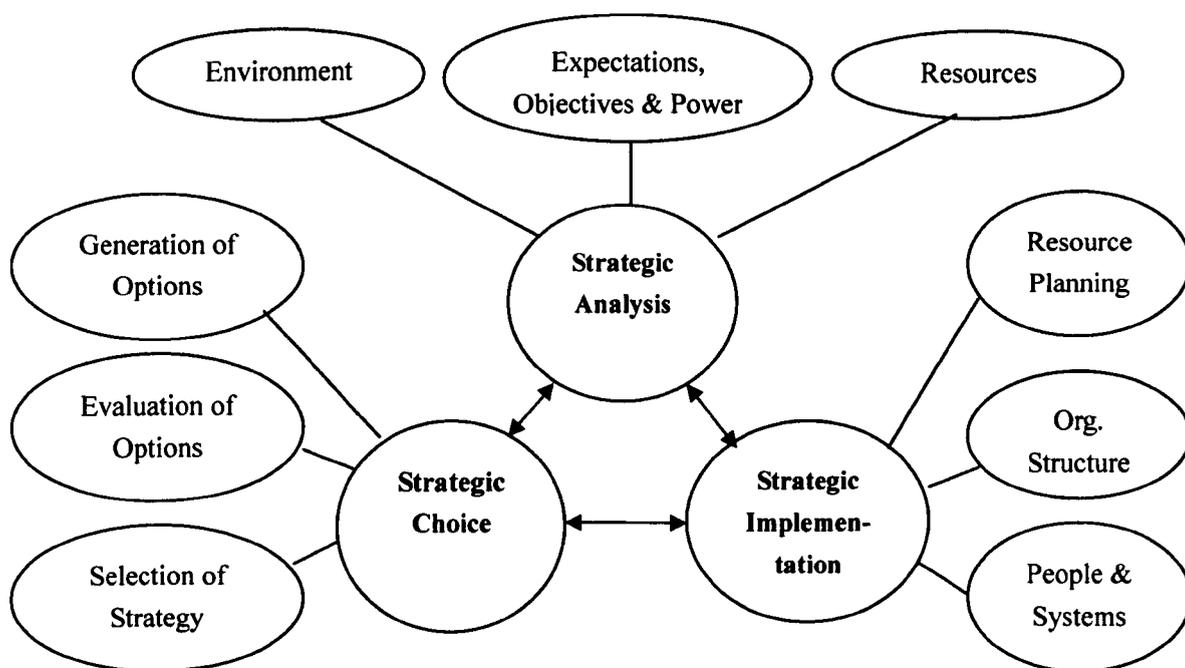 Environment
Expectations,
Objectives & Power
Resources
Generation of
Options
Strategic
Analysis
Resource
Planning
Evaluation of
Options
Org.
Structure
Strategic
Choice
Strategic
Implemen-
tation
Selection of
Strategy
People &
Systems